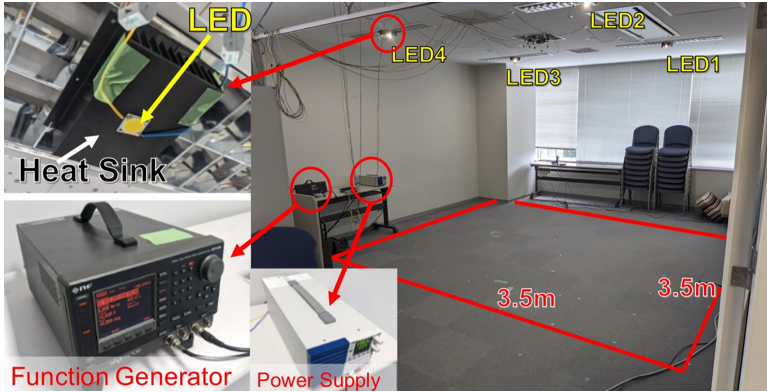 LED
Heat Sink
LED4
LED2
LED3
LED1
3.5m
3.5m
Function Generator
Power Supply